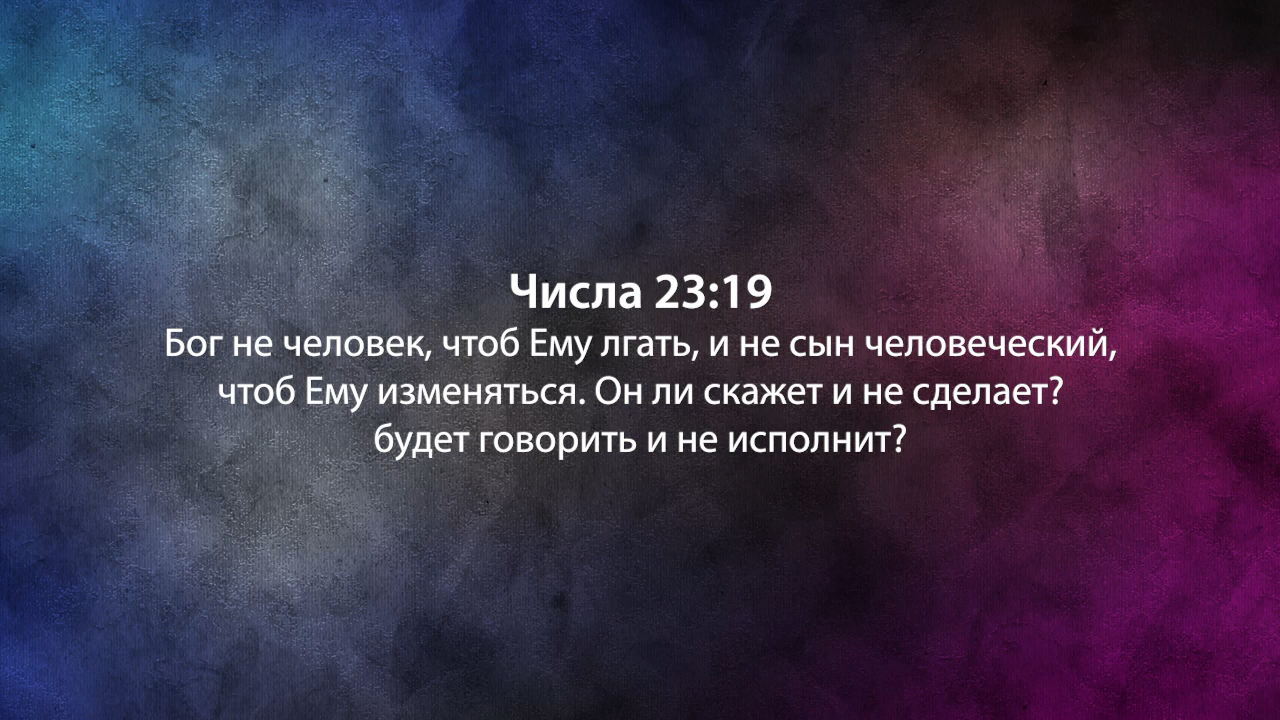 Числа 23:19
Бог не человек, чтоб Ему лгать, и не сын человеческий,
чтоб Ему изменяться. Он ли скажет и не сделает?
будет говорить и не исполнит?